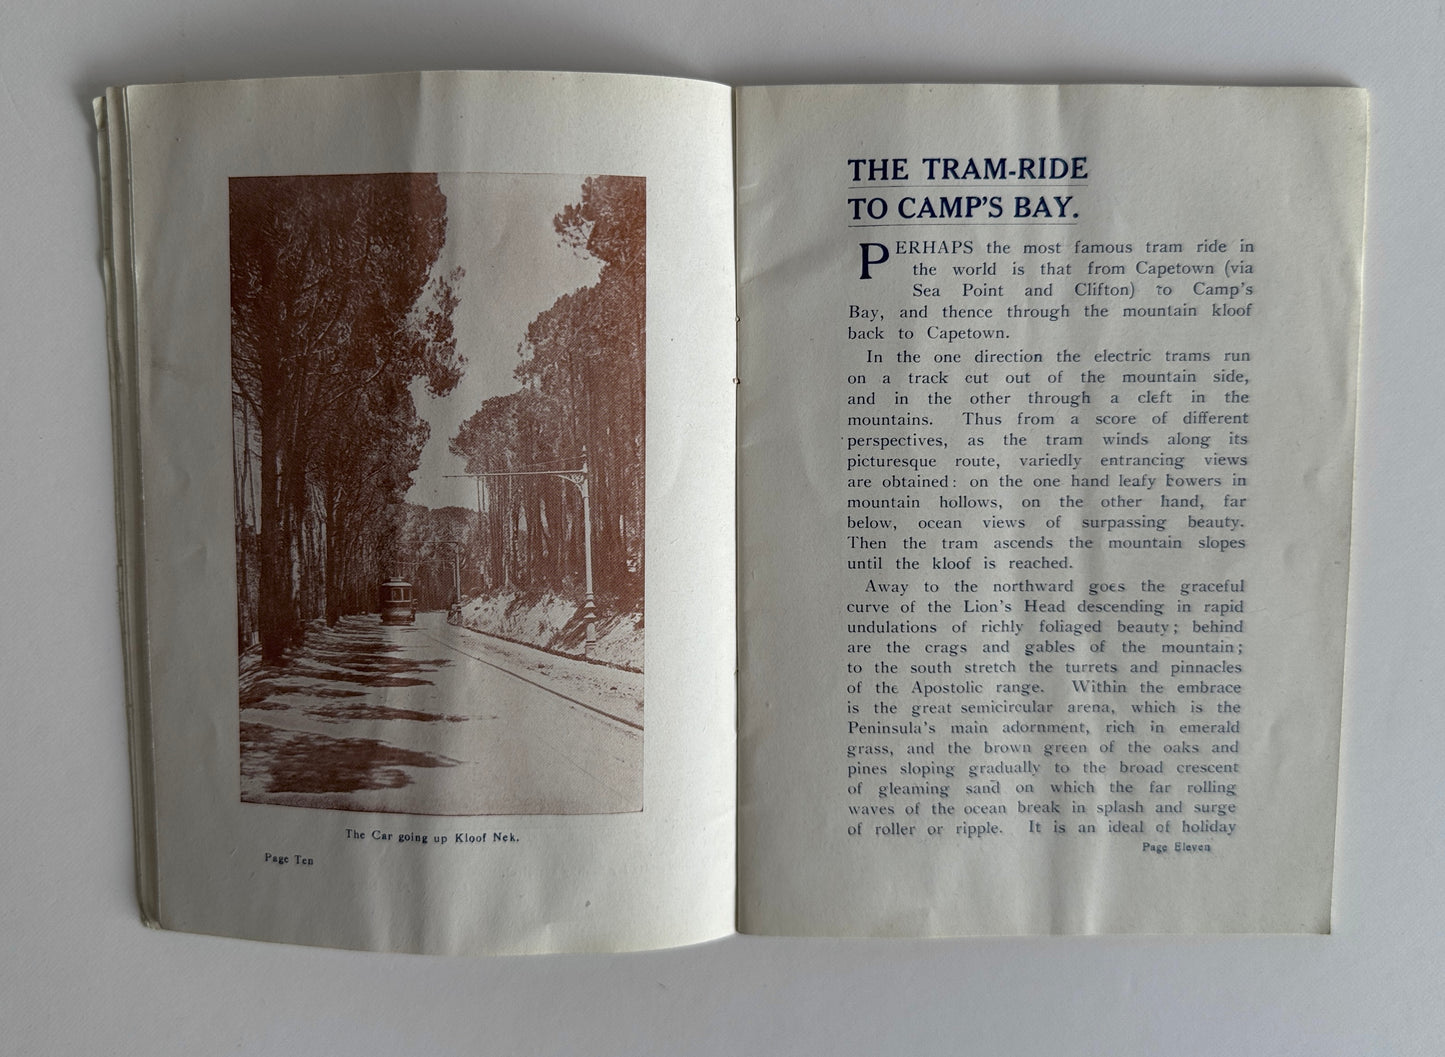 The Car going up Kloof Nek.
Page Ten
THE TRAM-RIDE
TO CAMP'S BAY.
PERHAPS the most famous tram ride in
the world is that from Capetown (via
Sea Point and Clifton) to Camp's
Bay, and thence through the mountain kloof
back to Capetown.
In the one direction the electric trams run
on a track cut out of the mountain side,
and in the other through a cleft in the
mountains. Thus from a score of different
perspectives, as the tram winds along its
picturesque route, variedly entrancing views
are obtained: on the one hand leafy bowers in
mountain hollows, on the other hand, far
below, ocean views of surpassing beauty.
Then the tram ascends the mountain slopes
until the kloof is reached.
Away to the northward goes the graceful
curve of the Lion's Head descending in rapid
undulations of richly foliaged beauty; behind
are the crags and gables of the mountain;
to the south stretch the turrets and pinnacles
of the Apostolic range. Within the embrace
is the great semicircular arena, which is the
Peninsula's main adornment, rich in emerald
grass, and the brown green of the oaks and
pines sloping gradually to the broad crescent
of gleaming sand on which the far rolling
waves of the ocean break in splash and surge
of roller or ripple. It is an ideal of holiday
Page Eleven